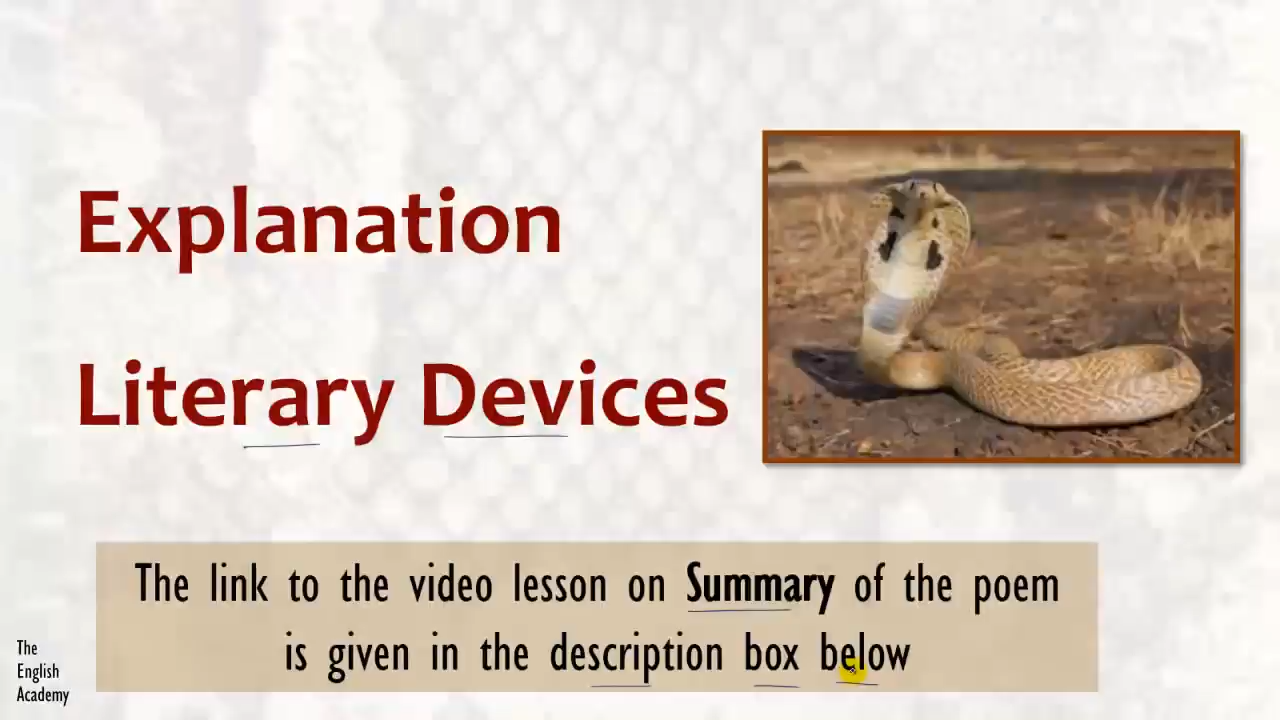 Explanation
Literary Devices
The link to the video lesson on Summary of the poem
is given in the description box below
The
English
Academy